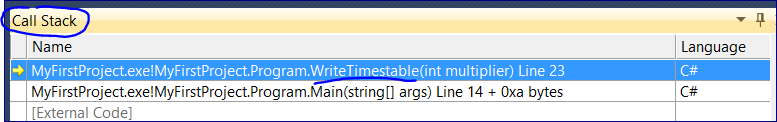 Call Stack
Name Language
MyFirstProject.exe!MyFirstProject.Program.WriteTimestable(int multiplier) Line 23 C#
MyFirstProject.exe!MyFirstProject.Program.Main(string[] args) Line 14 + 0xa bytes C#
[External Code]